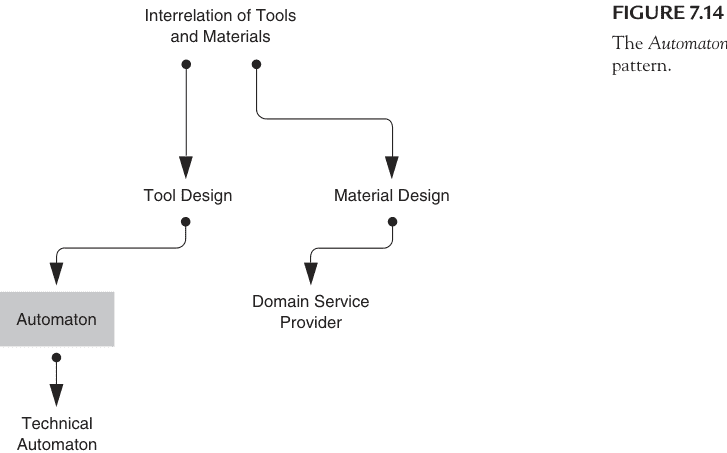 Interrelation of Tools
and Materials
FIGURE 7.14
The Automaton
pattern.
Tool Design
Material Design
Automaton
Domain Service
Provider
Technical
Automaton